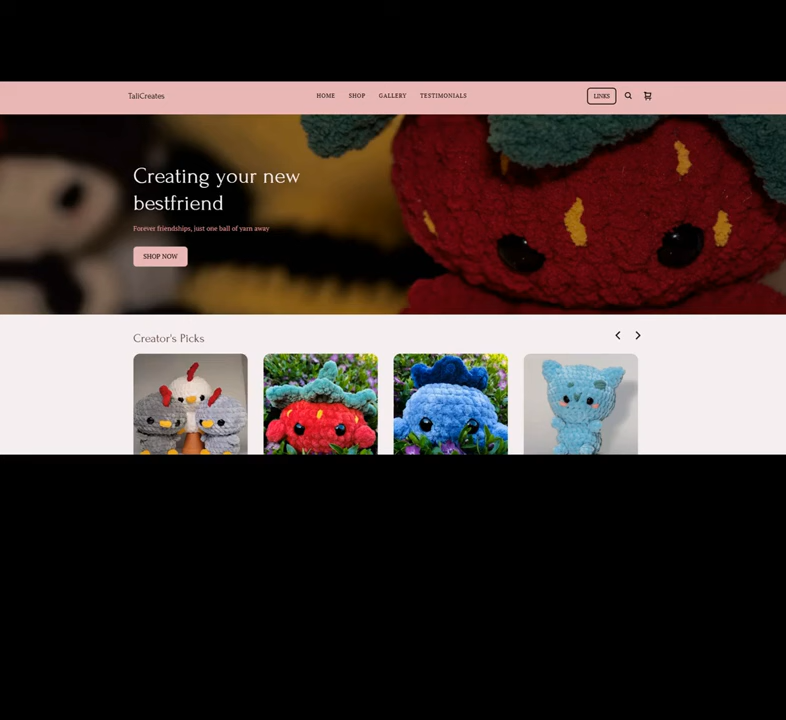 TaliCreates
HOME SHOP GALLERY TESTIMONIALS
LINKS
Creating your new
bestfriend
Forever friendships, just one ball of yarn away
SHOP NOW
Creator's Picks